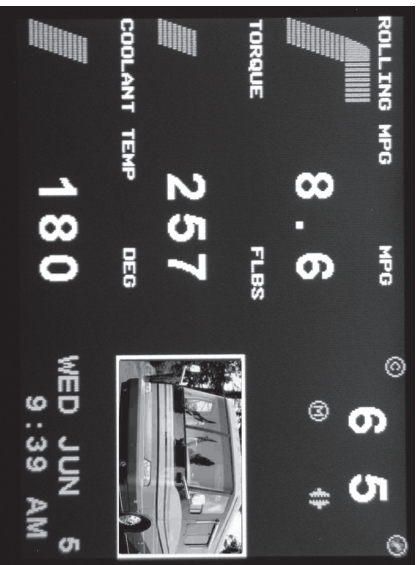 ROLLING MPG MPG
8.6
TORQUE FLBS
257
COOLANT TEMP DEG
180
© 65
Ⓜ
WED JUN 5
9:39 AM